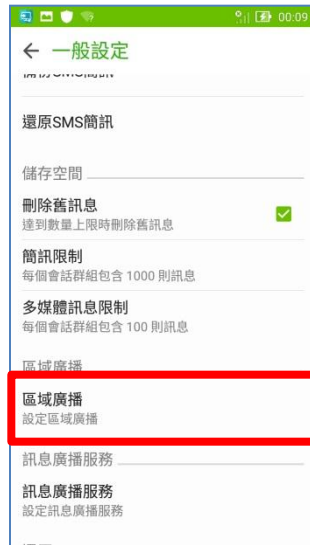 00:09
一般設定
還原SMS簡訊
儲存空間
刪除舊訊息
達到數量上限時刪除舊訊息
簡訊限制
每個會話群組包含 1000 則訊息
多媒體訊息限制
每個會話群組包含 100 則訊息
區域廣播
區域廣播
設定區域廣播
訊息廣播服務
訊息廣播服務
設定訊息廣播服務